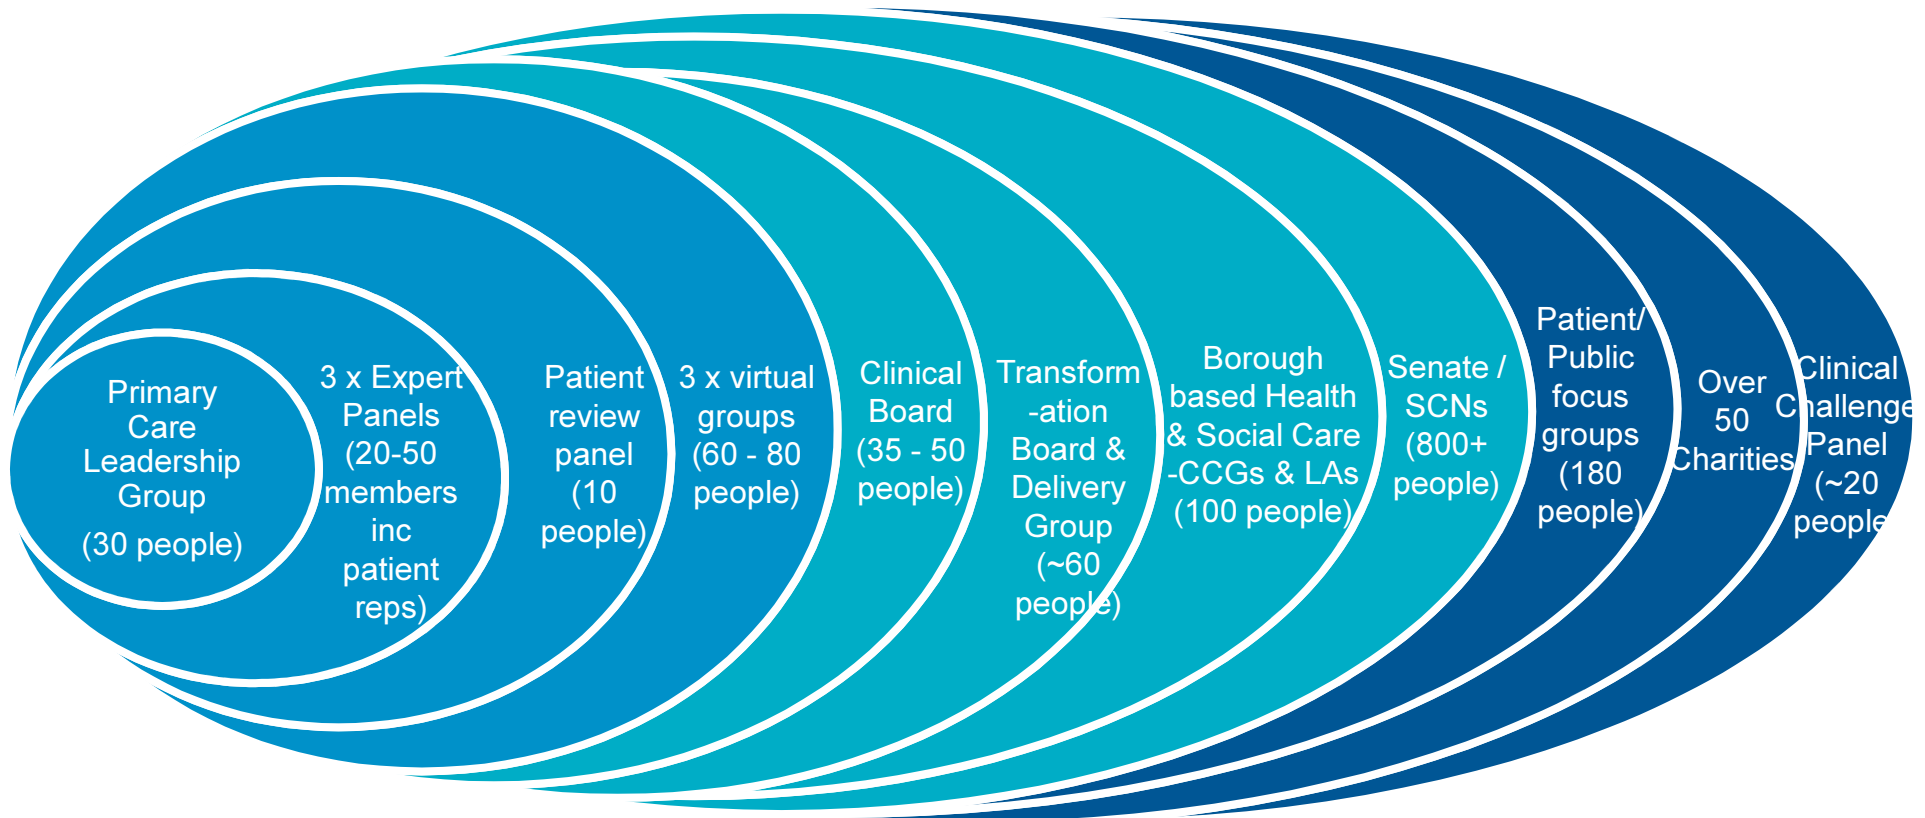 Primary
Care
Leadership
Group
(30 people)
3 x Expert
Panels
(20-50
members
inc
patient
reps)
Patient
review
panel
(10
people)
3 x virtual
groups
(60 - 80
people)
Clinical
Board
(35 - 50
people)
Transform
-ation
Board &
Delivery
Group
(~60
people)
Borough
based Health
& Social Care
-CCGs & LAs
(100 people)
Senate /
SCNs
(800+
people)
Patient/
Public
focus
groups
(180
people)
Over
50
Charities
Clinical
Challenge
Panel
(~20
people